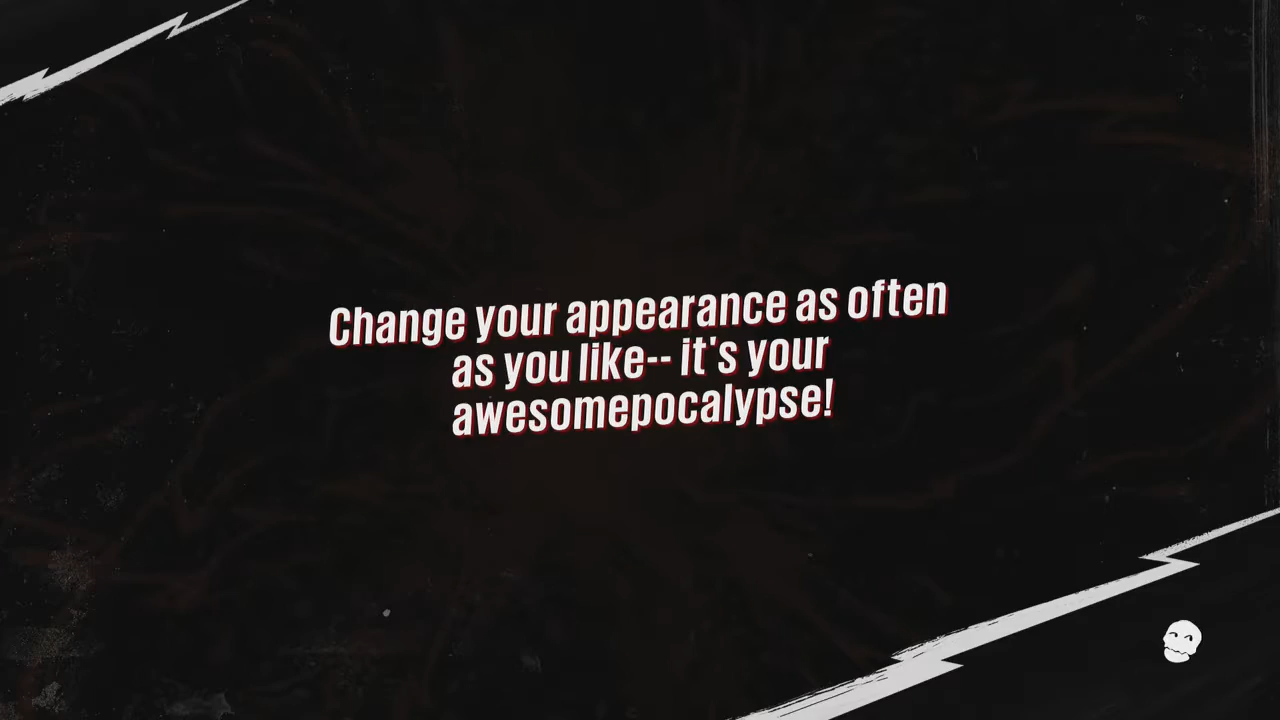 Change your appearance as often
as you like-- it's your
awesomepocalypse!